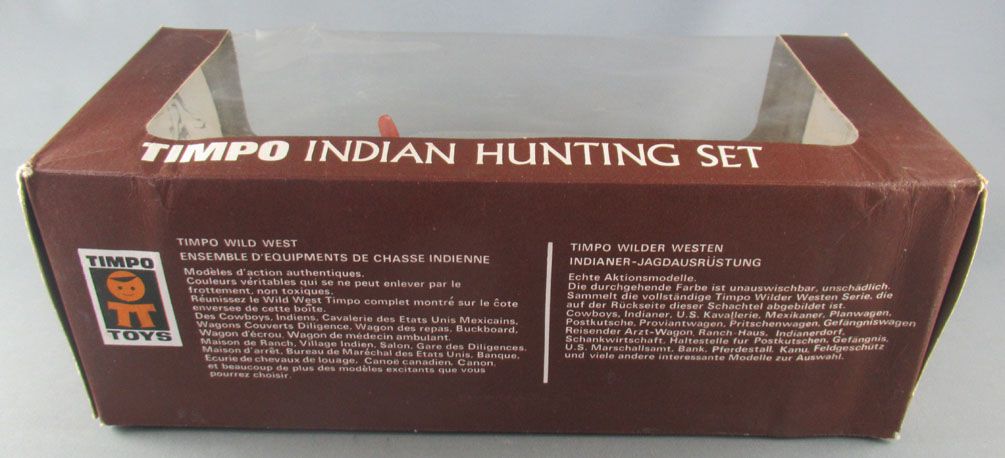 TIMPO INDIAN HUNTING SET
TIMPO
TOYS
TIMPO WILD WEST
ENSEMBLE D'EQUIPMENTS DE CHASSE INDIENNE
Modèles d'action authentiques.
Couleurs véritables qui se ne peut enlever par le
frottement, non toxiques.
Réunissez le Wild West Timpo complet montré sur le côte
enversee de cette boîte.
Des Cowboys, Indiens, Cavalerie des Etats Unis Mexicains,
Wagons Couverts Diligence, Wagon des repas, Buckboard,
Wagon d'écrou, Wagon de médecin ambulant.
Maison de Ranch, Village Indien, Salon, Gare des Diligences.
Maison d'arrêt, Bureau de Maréchal des Etats Unis, Banque.
Ecurie de chevaux de louage. Canoë canadien, Canon,
et beaucoup de plus des modèles excitants que vous
pourrez choisir.
TIMPO WILDER WESTEN
INDIANER-JAGDAUSRÜSTUNG
Echte Aktionsmodelle.
Die durchgehende Farbe ist unauswischbar, unschädlich.
Sammelt die vollständige Timpo Wilder Westen Serie, die
auf der Rückseite dieser Schachtel abgebildet ist.
Cowboys, Indianer, U.S. Kavallerie, Mexikaner, Planwagen,
Postkutsche, Proviantwagen, Pritschenwagen, Gefängniswagen
Reisender Arzt-Wagon, Ranch-Haus, Indianerdorf,
Schankwirtschaft, Haltestelle fur Postkutschen, Gefängnis,
U.S. Marschallsamt, Bank, Pferdestall, Kanu, Feldgeschütz
und viele andere interessante Modelle zur Auswahl.